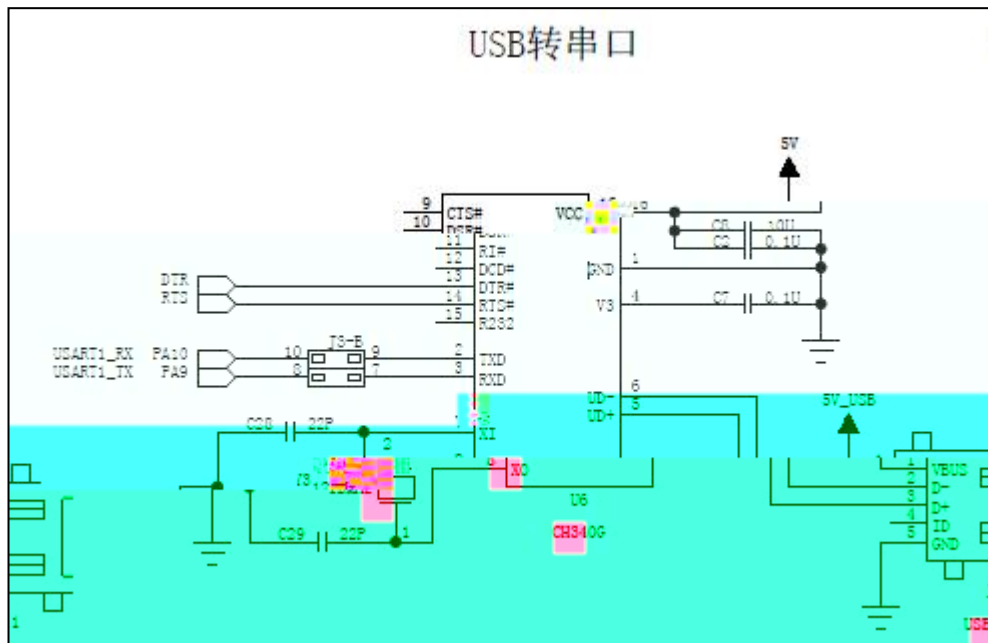 USB转串口
5V
9 CTS# VCC
10 DSR# C8 10U
11 RI# C2 0.1U
12 DCD# GND 1
DTR 13 DTR#
RTS 14 RTS# V3 4 C7 0.1U
15 R232
J3-B
USART1_RX PA10 10 9 2 TXD
USART1_TX PA9 8 7 3 RXD
UD- 6
UD+ 5
5V_USB
C28 22P XI
2
XO
1 VBUS
2 D-
3 D+
4 ID
5 GND
U6
C29 22P 1
CH340G
1
USB